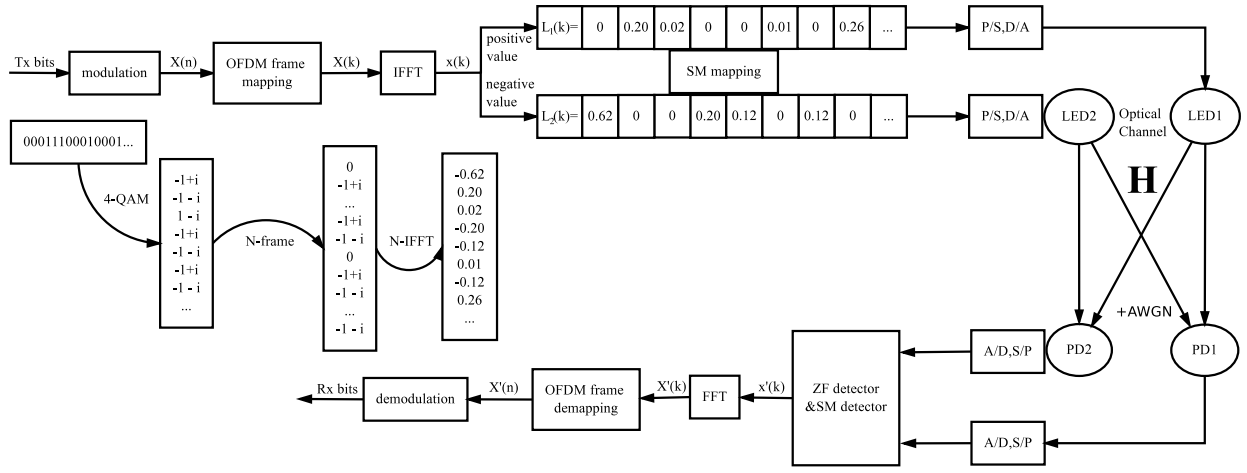 Tx bits
modulation
X(n)
OFDM frame
mapping
X(k)
IFFT
x(k)
positive
value
negative
value
L1(k)= 0 0.20 0.02 0 0 0.01 0 0.26 ...
SM mapping
L2(k)= 0.62 0 0 0.20 0.12 0 0.12 0 ...
P/S,D/A
P/S,D/A
LED2
Optical
Channel
LED1
H
+AWGN
PD2
PD1
00011100010001...
4-QAM
-1+i
-1 - i
1 - i
-1+i
-1 - i
-1+i
-1 - i
...
N-frame
0
-1+i
...
-1+i
-1 - i
0
-1+i
-1 - i
...
-1 - i
N-IFFT
-0.62
0.20
0.02
-0.20
-0.12
0.01
-0.12
0.26
...
A/D,S/P
A/D,S/P
ZF detector
&SM detector
x'(k)
FFT
X'(k)
OFDM frame
demapping
X'(n)
demodulation
Rx bits